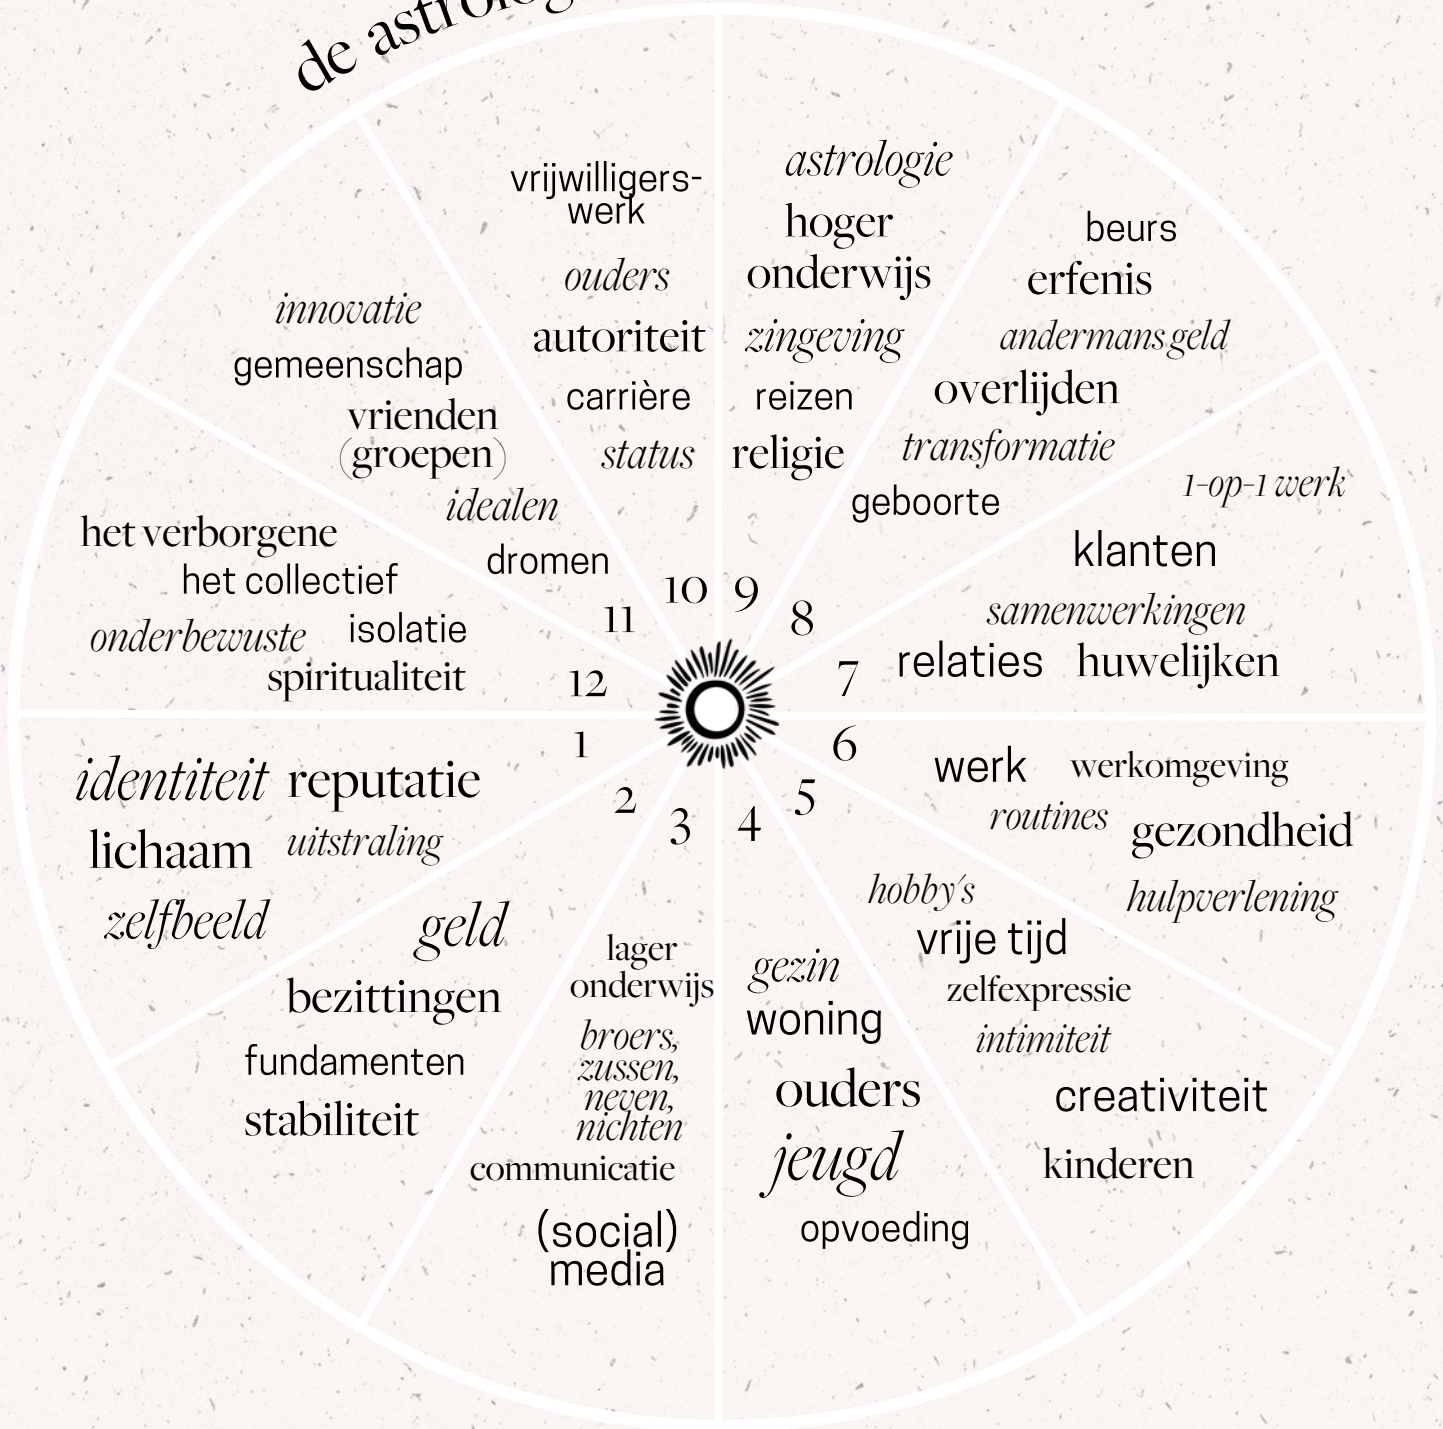 de astrolog
vrijwilligers-
werk
ouders
autoriteit
carrière
status
10
astrologie
hoger
onderwijs
zingeving
reizen
religie
9
beurs
erfenis
andermans geld
overlijden
transformatie
geboorte
8
1-op-1 werk
klanten
samenwerkingen
relaties huwelijken
7
6
werk werkomgeving
routines gezondheid
hulpverlening
5
hobby's
vrije tijd
zelfexpressie
intimiteit
creativiteit
kinderen
4
gezin
woning
ouders
jeugd
opvoeding
3
lager
onderwijs
broers,
zussen,
neven,
nichten
communicatie
(social)
media
2
geld
bezittingen
fundamenten
stabiliteit
1
identiteit reputatie
lichaam uitstraling
zelfbeeld
12
het verborgene
het collectief
onderbewuste isolatie
spiritualiteit
11
innovatie
gemeenschap
vrienden
(groepen)
idealen
dromen